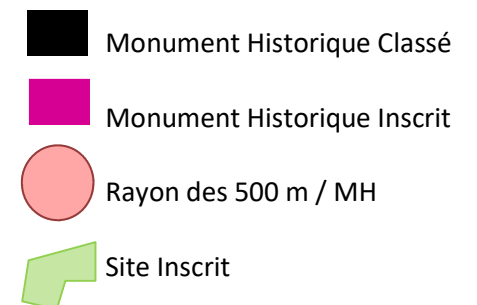 Monument Historique Classé
Monument Historique Inscrit
Rayon des 500 m / MH
Site Inscrit